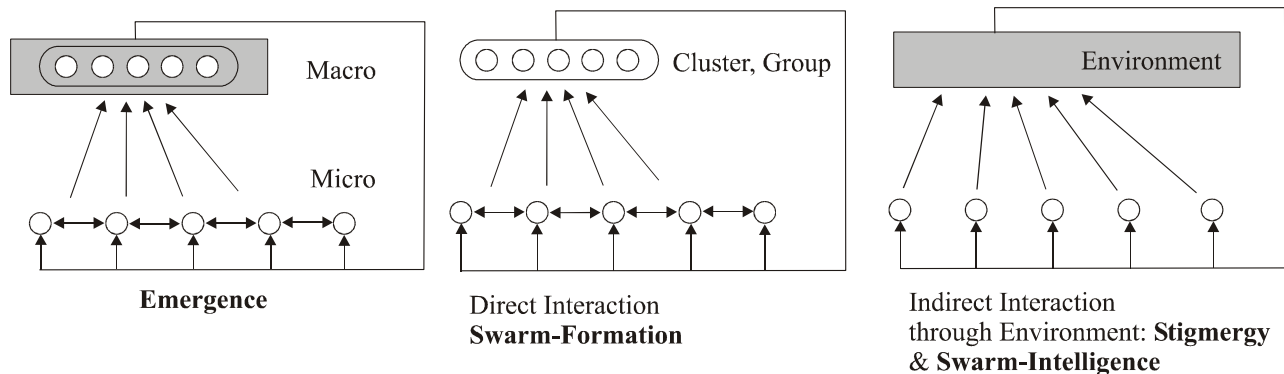 Macro
Micro
Emergence
Cluster, Group
Direct Interaction
Swarm-Formation
Environment
Indirect Interaction
through Environment: Stigmergy
& Swarm-Intelligence